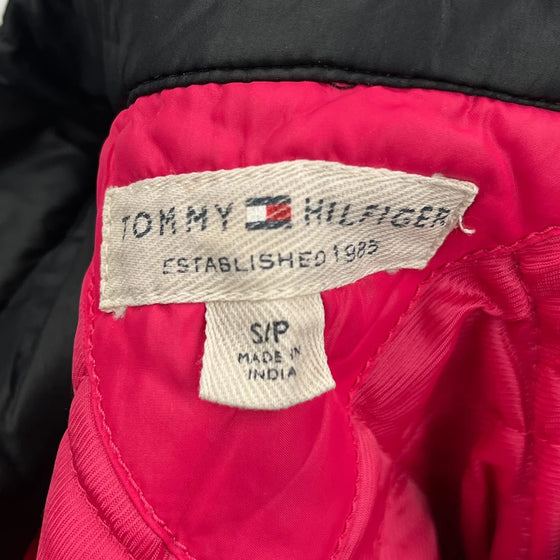 TOMMY HILFIGER
ESTABLISHED 1985
S/P
MADE IN
INDIA